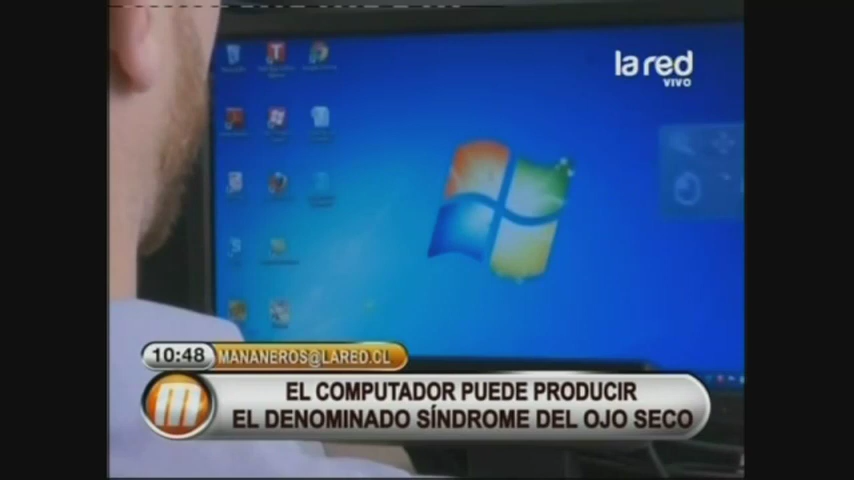 la red
VIVO
10:48 MANANEROS@LARED.CL
EL COMPUTADOR PUEDE PRODUCIR
EL DENOMINADO SÍNDROME DEL OJO SECO